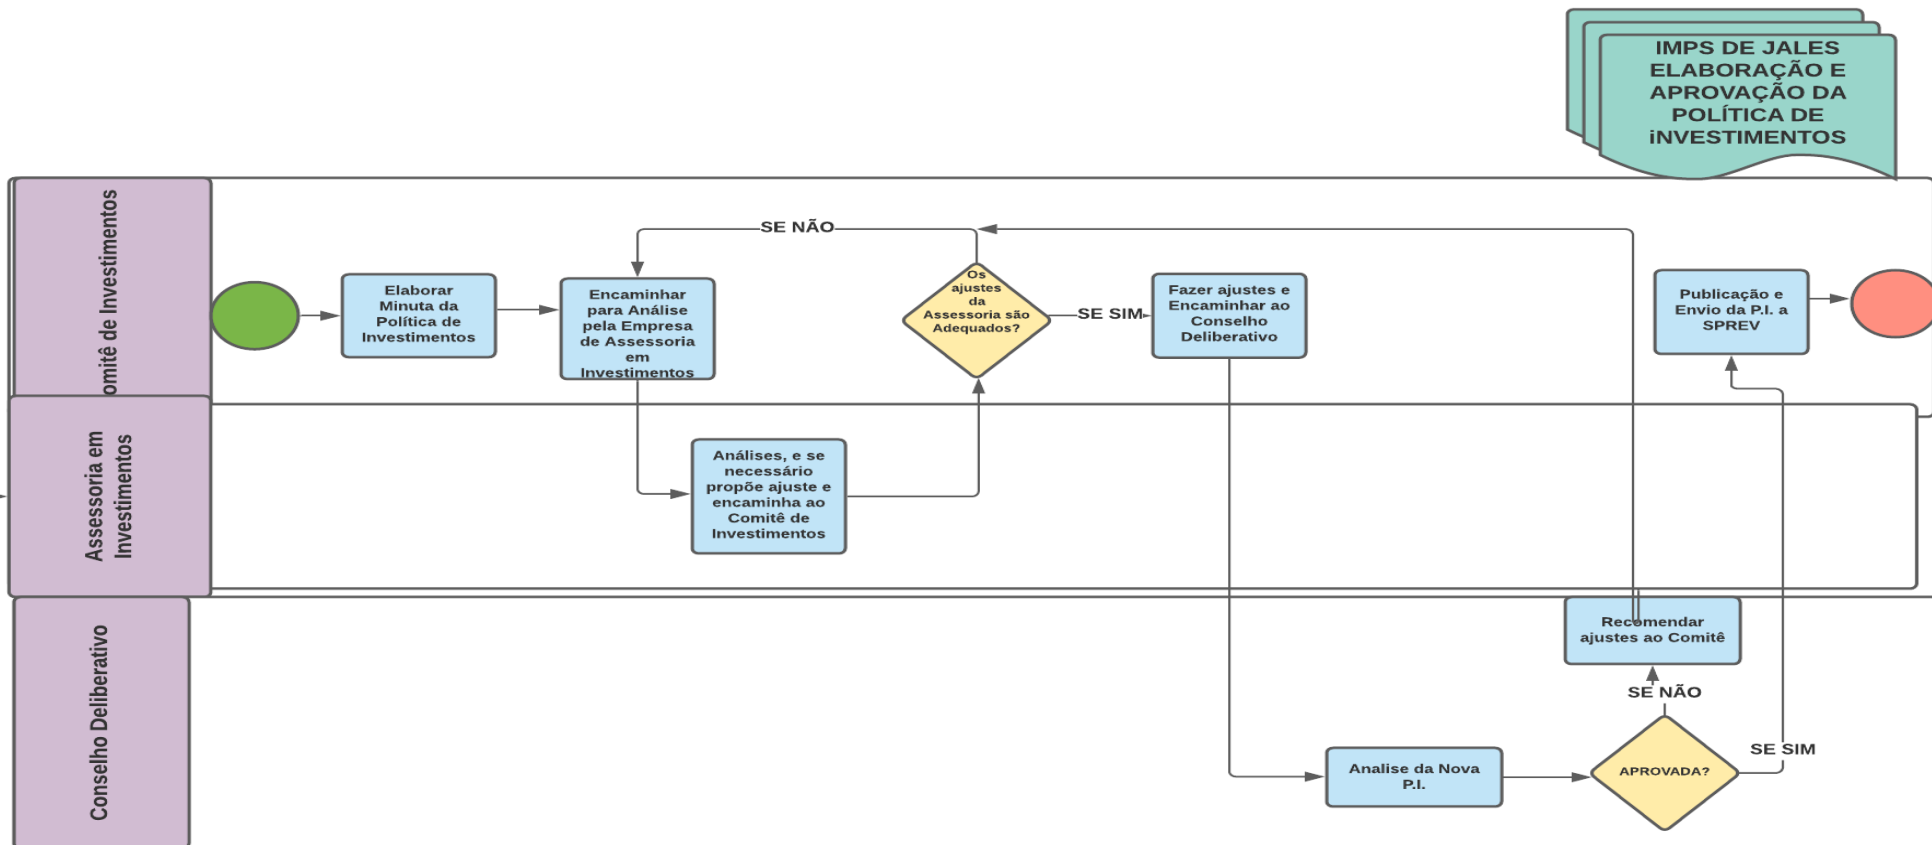 IMPS DE JALES
ELABORAÇÃO E
APROVAÇÃO DA
POLÍTICA DE
iNVESTIMENTOS
omitê de Investimentos
SE NÃO
Elaborar
Minuta da
Política de
Investimentos
Encaminhar
para Análise
pela Empresa
de Assessoria
em
Investimentos
Os
ajustes
da
Assessoria são
Adequados?
SE SIM
Fazer ajustes e
Encaminhar ao
Conselho
Deliberativo
Publicação e
Envio da P.I. a
SPREV
Assessoria em
Investimentos
Análises, e se
necessário
propõe ajuste e
encaminha ao
Comitê de
Investimentos
Conselho Deliberativo
Recomendar
ajustes ao Comitê
SE NÃO
SE SIM
Analise da Nova
P.I.
APROVADA?